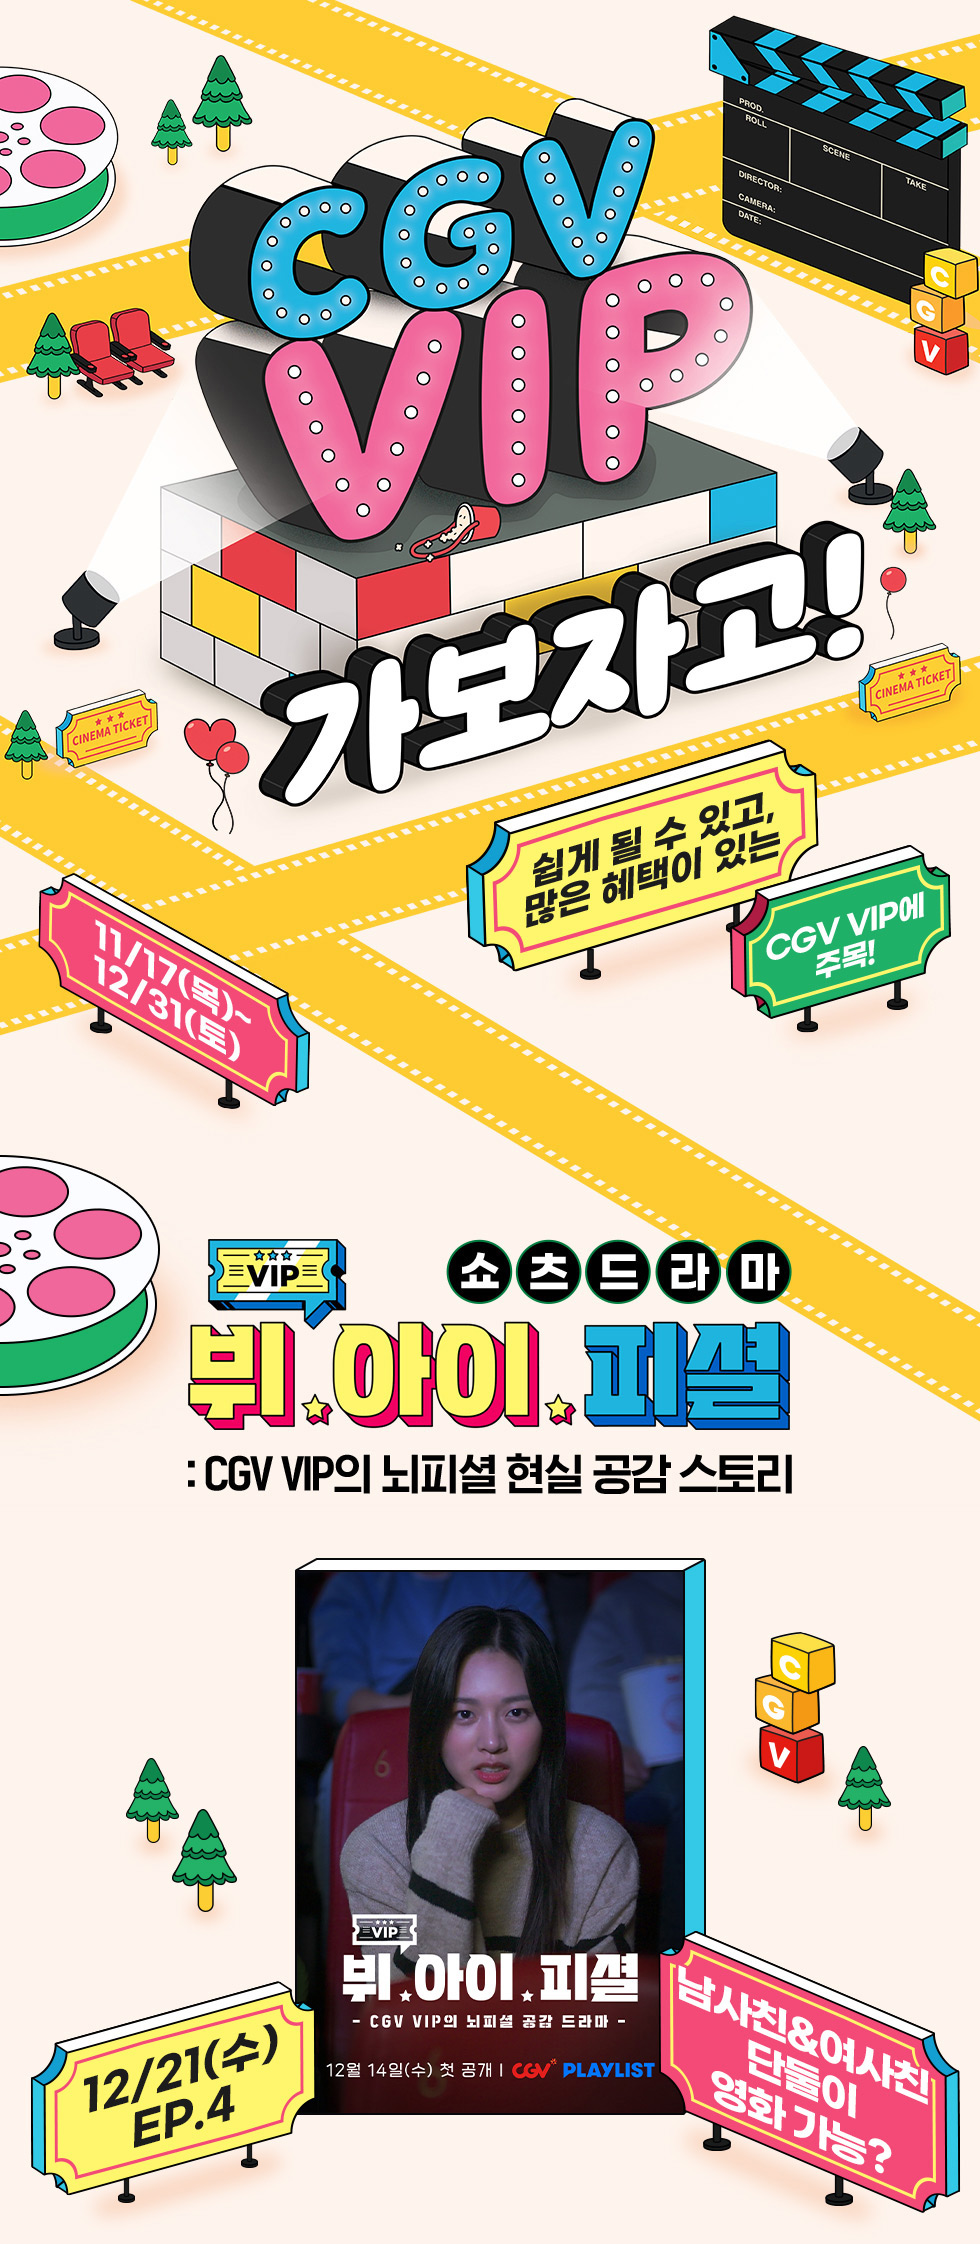 PROD.
ROLL
SCENE
TAKE
DIRECTOR:
CAMERA:
DATE:
C
G
V
CGV
VIP
가보자고!
CINEMA TICKET
CINEMA TICKET
쉽게 될 수 있고,
많은 혜택이 있는
CGV VIP에
주목!
11/17(목)~
12/31(토)
VIP
쇼츠드라마
뷔.아이.피셜
: CGV VIP의 뇌피셜 현실 공감 스토리
C
G
V
6
VIP
뷔.아이.피셜
- CGV VIP의 뇌피셜 공감 드라마 -
12월 14일(수) 첫 공개 | CGV PLAYLIST
12/21(수)
EP.4
남사친&여사친
단둘이
영화 가능?